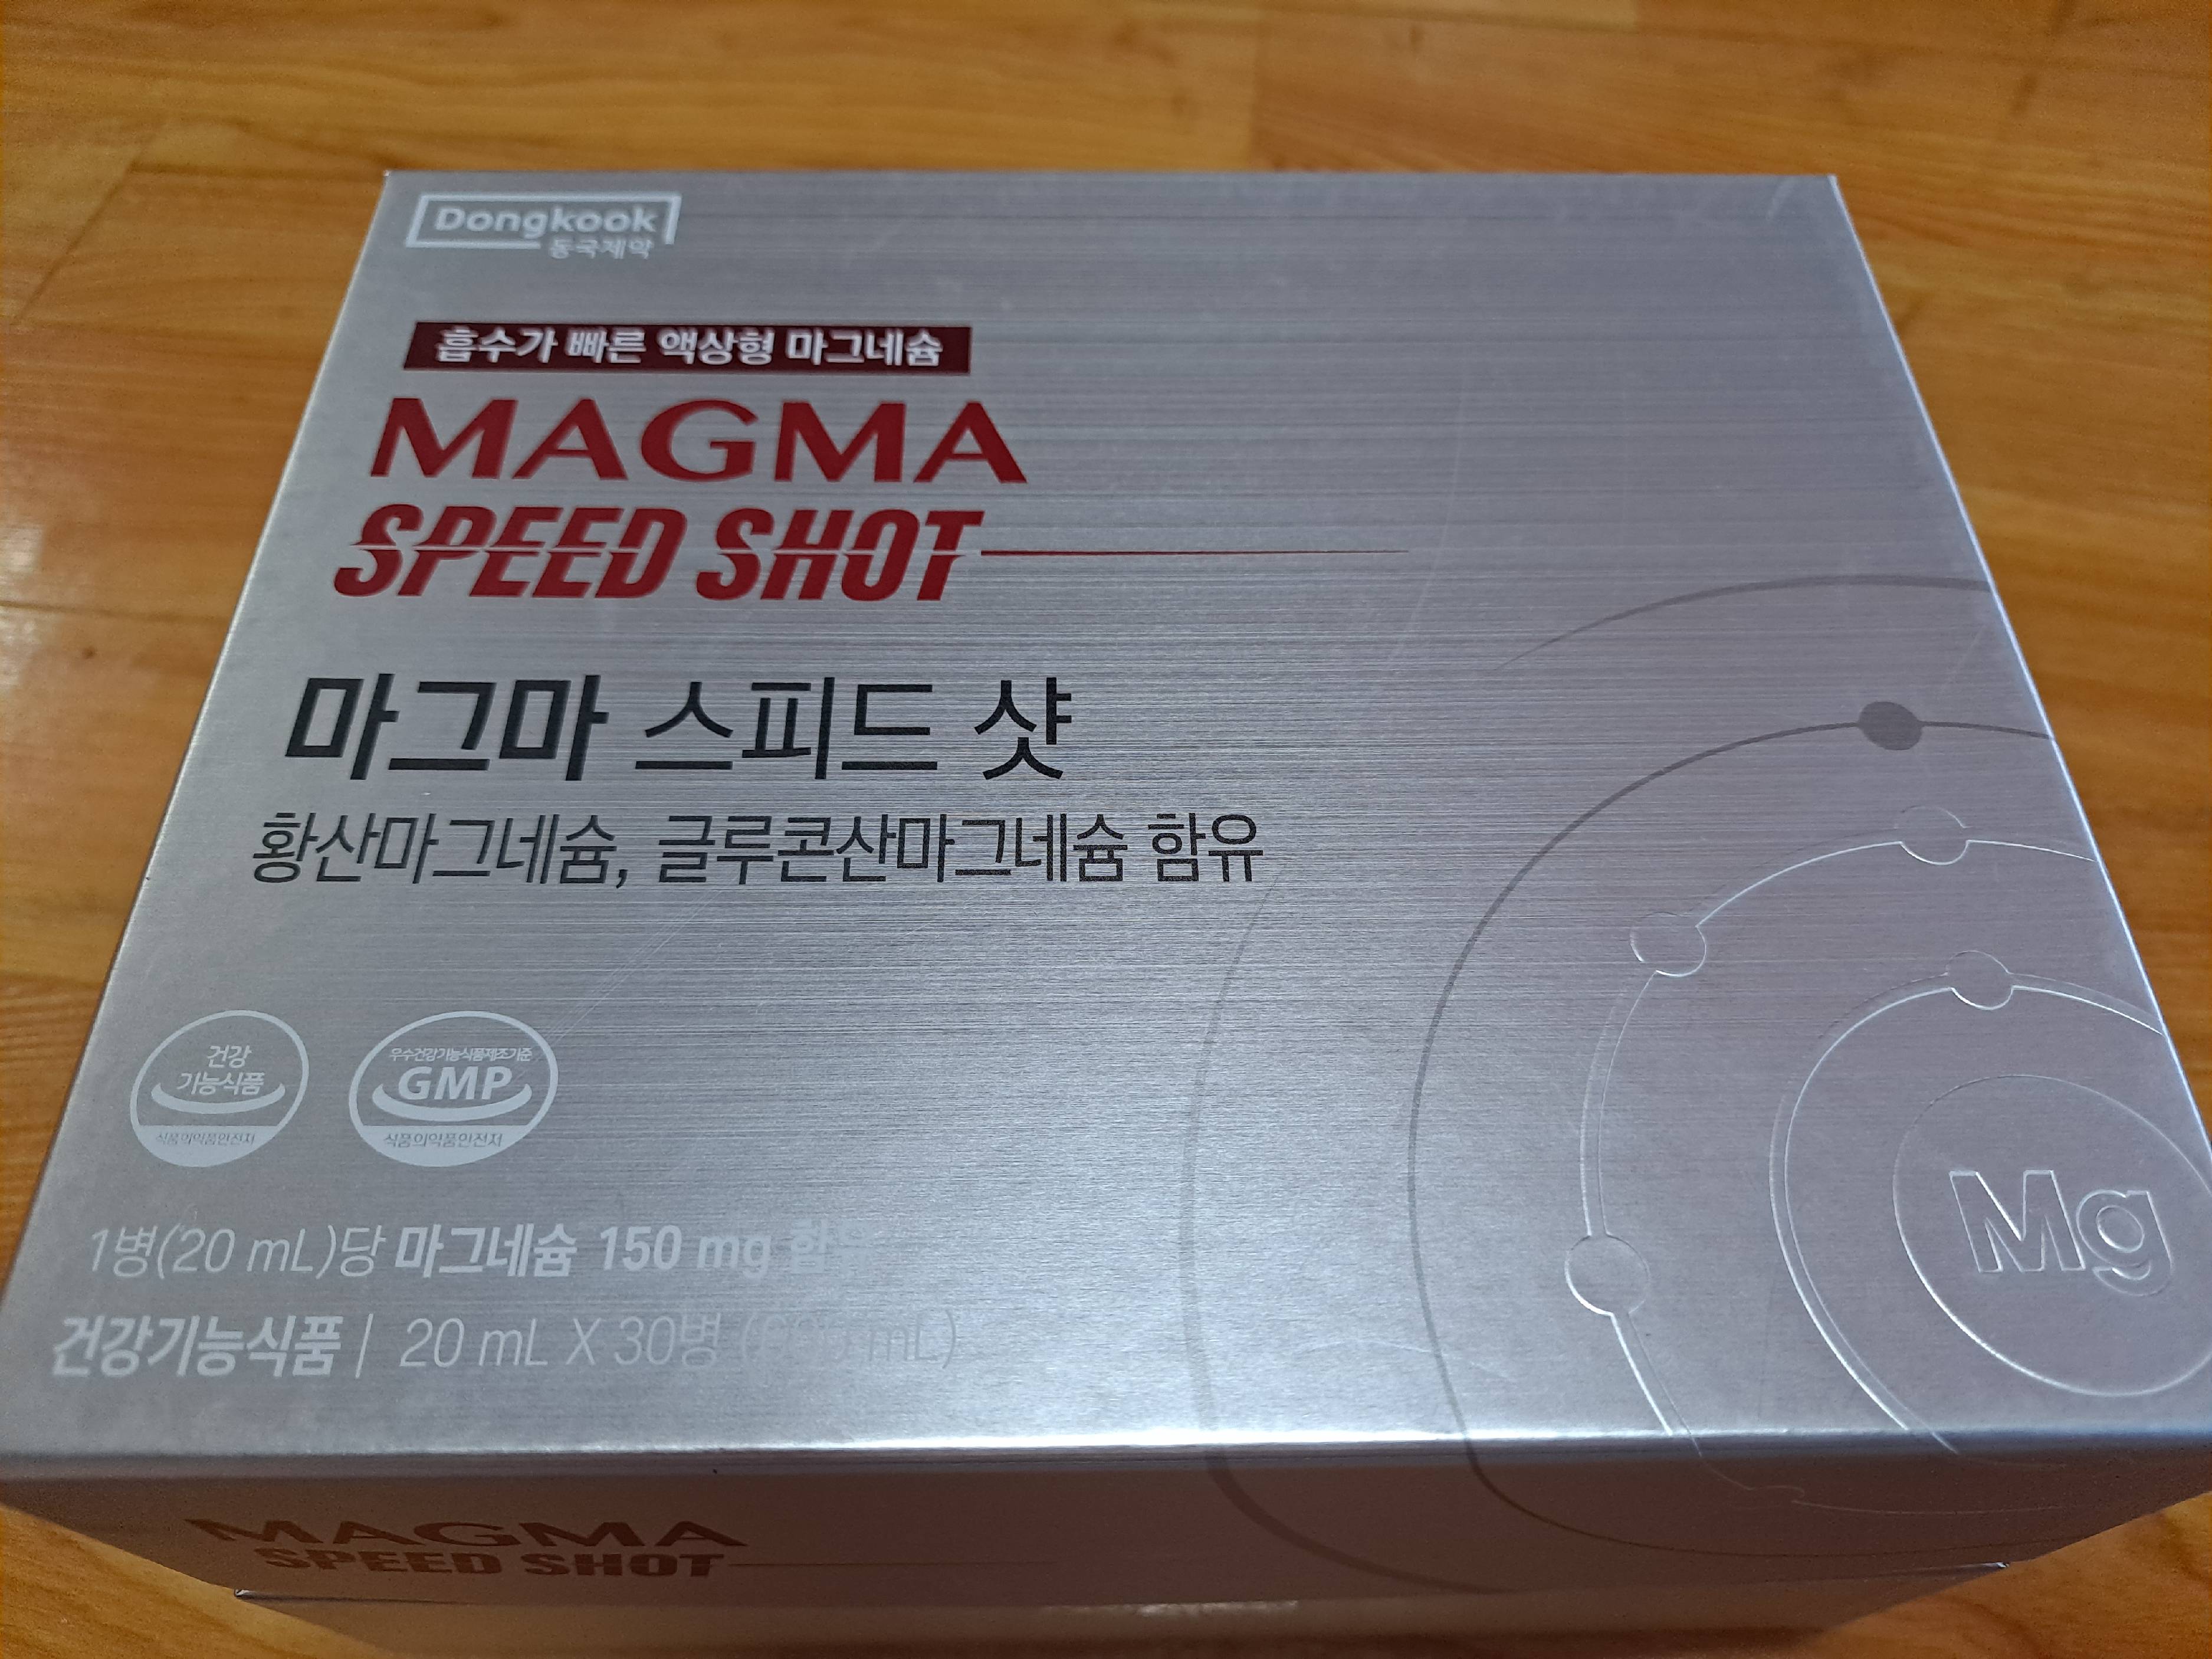 Dongkook
동국제약
흡수가 빠른 액상형 마그네슘
MAGMA
SPEED SHOT
마그마 스피드 샷
황산마그네슘, 글루콘산마그네슘 함유
건강
기능식품
식품의약품안전처
우수건강기능식품제조기준
GMP
식품의약품안전처
1병(20 mL)당 마그네슘 150 mg 함유
건강기능식품 | 20 mL X 30병 (600 mL)
Mg
MAGMA
SPEED SHOT